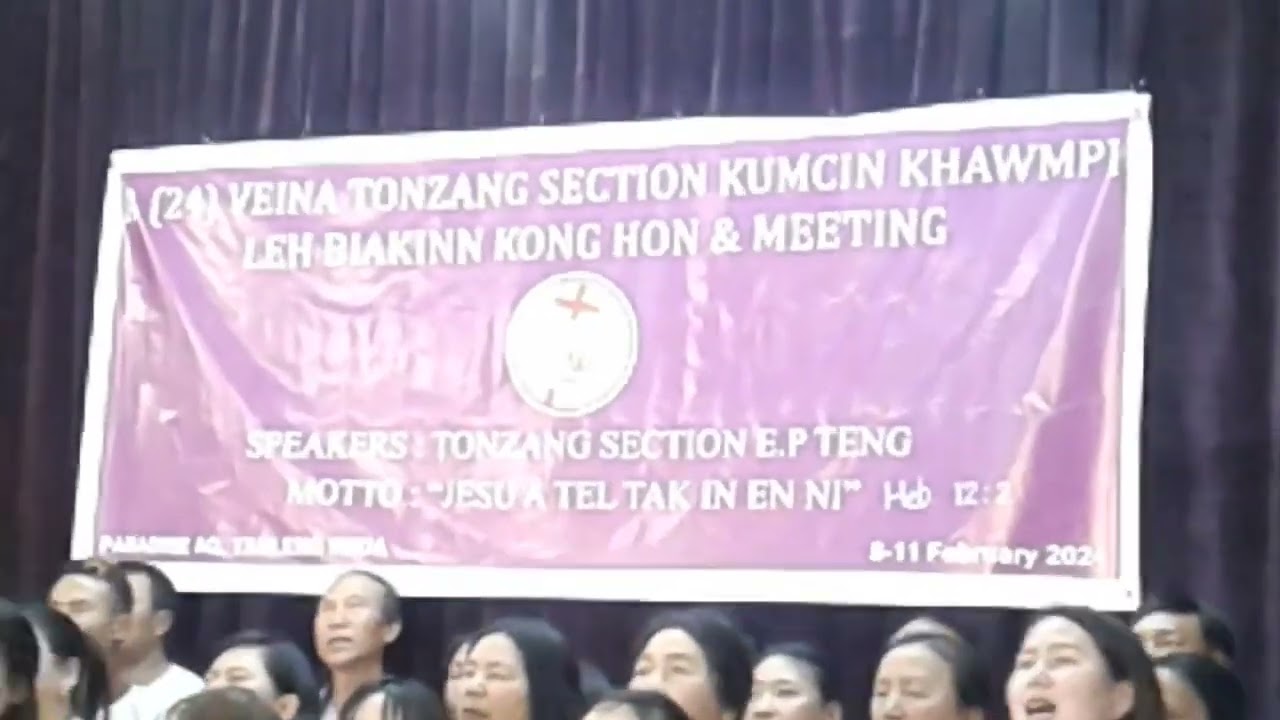 A (24) VEINA TONZANG SECTION KUMCIN KHAWMPI
LEH BIAKINN KONG HON & MEETING
SPEAKERS : TONZANG SECTION E.P TENG
MOTTO : "JESU A TEL TAK IN EN NI" Heb 12:2
8-11 February 2024